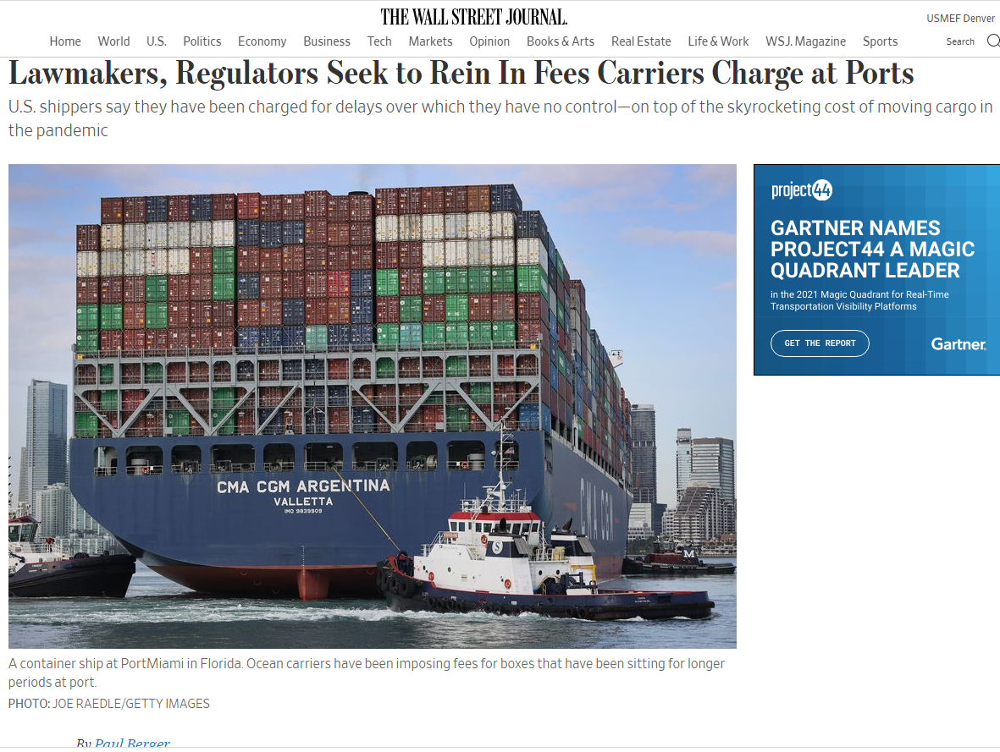 THE WALL STREET JOURNAL.
USMEF Denver
Home World U.S. Politics Economy Business Tech Markets Opinion Books & Arts Real Estate Life & Work WSJ. Magazine Sports
Search
Lawmakers, Regulators Seek to Rein In Fees Carriers Charge at Ports
U.S. shippers say they have been charged for delays over which they have no control—on top of the skyrocketing cost of moving cargo in
the pandemic
project44
GARTNER NAMES
PROJECT44 A MAGIC
QUADRANT LEADER
in the 2021 Magic Quadrant for Real-Time
Transportation Visibility Platforms
GET THE REPORT
Gartner
CMA CGM ARGENTINA
VALLETTA
IMO 9839909
CMA CGM
S
M
A container ship at PortMiami in Florida. Ocean carriers have been imposing fees for boxes that have been sitting for longer
periods at port.
PHOTO: JOE RAEDLE/GETTY IMAGES
By Paul Berger